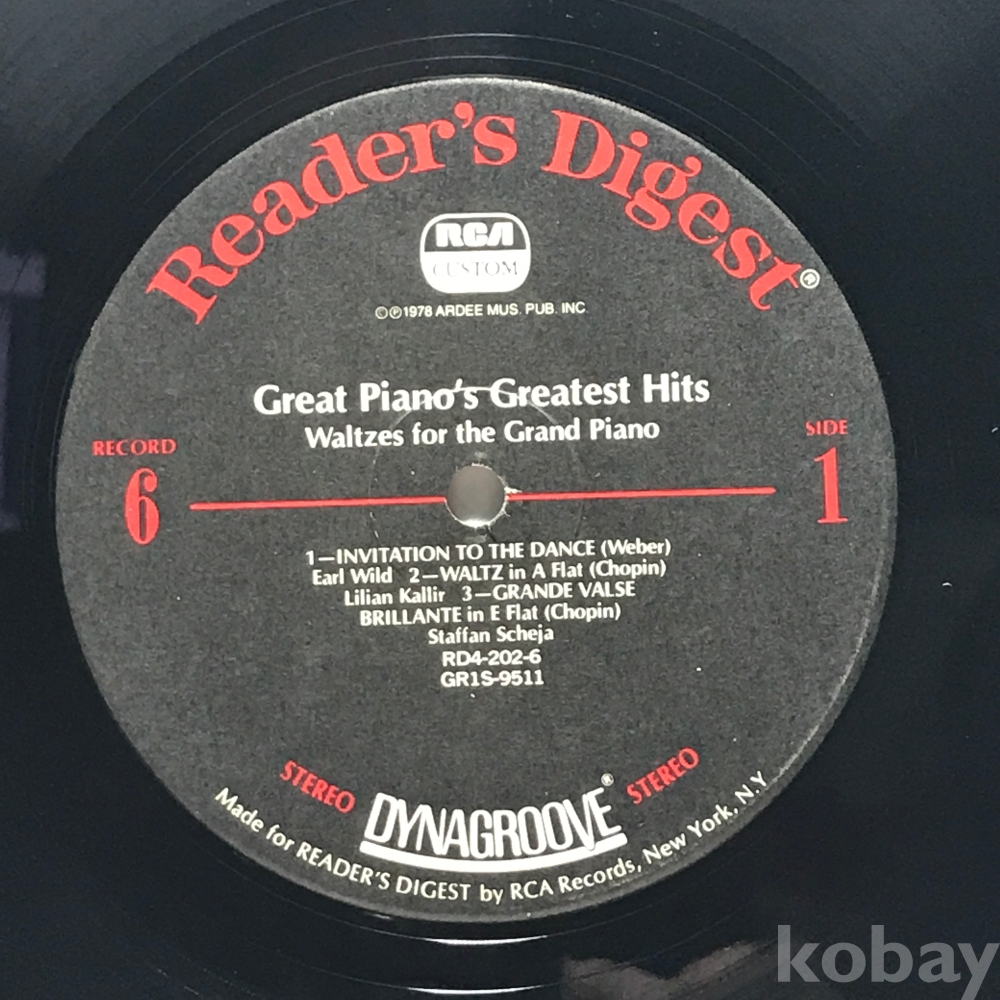 Reader's Digest®
RCA
CUSTOM
©℗1978 ARDEE MUS. PUB. INC.
Great Piano's Greatest Hits
Waltzes for the Grand Piano
RECORD
6
SIDE
1
1—INVITATION TO THE DANCE (Weber)
Earl Wild 2—WALTZ in A Flat (Chopin)
Lilian Kallir 3—GRANDE VALSE
BRILLANTE in E Flat (Chopin)
Staffan Scheja
RD4-202-6
GR1S-9511
STEREO DYNAGROOVE® STEREO
Made for READER'S DIGEST by RCA Records, New York, N.Y.
kobay